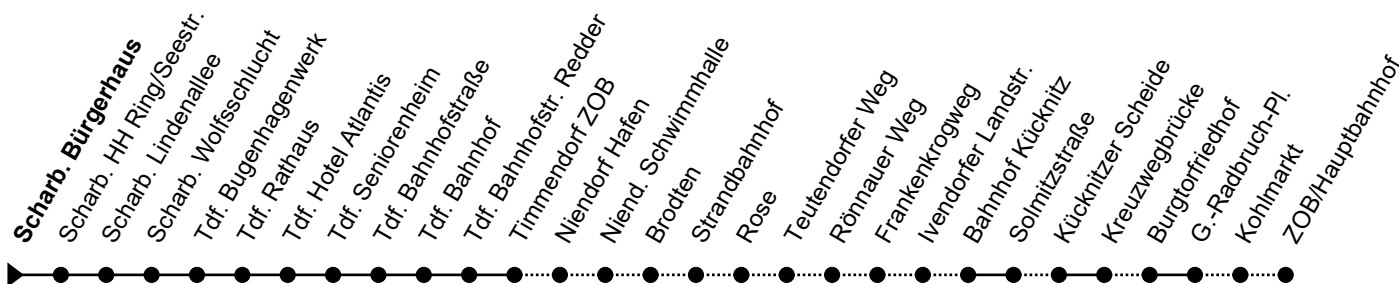 Scharb. Bürgerhaus
Scharb. HH Ring/Seestr.
Scharb. Lindenallee
Scharb. Wolfsschlucht
Tdf. Bugenhagenwerk
Tdf. Rathaus
Tdf. Hotel Atlantis
Tdf. Seniorenheim
Tdf. Bahnhofstraße
Tdf. Bahnhof
Tdf. Bahnhofstr. Redder
Timmendorf ZOB
Niendorf Hafen
Niend. Schwimmhalle
Brodten
Strandbahnhof
Rose
Teutendorfer Weg
Rönnauer Weg
Frankenkrogweg
Ivendorfer Landstr.
Bahnhof Kücknitz
Solmitzstraße
Kücknitzer Scheide
Kreuzwegbrücke
Burgtorfriedhof
G.-Radbruch-Pl.
Kohlmarkt
ZOB/Hauptbahnhof